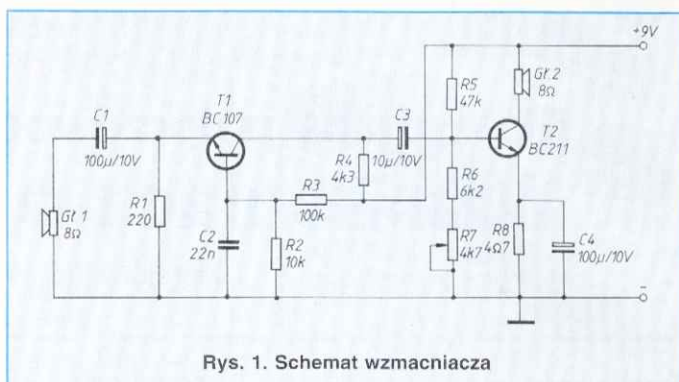 +9V
T1
BC107
C1
100µ/10V
Gł.1
8Ω
R1
220
C2
22n
R2
10k
R3
100k
R4
4k3
C3
10µ/10V
R5
47k
R6
6k2
R7
4k7
Gł.2
8Ω
T2
BC211
R8
4Ω7
C4
100µ/10V
-
Rys. 1. Schemat wzmacniacza